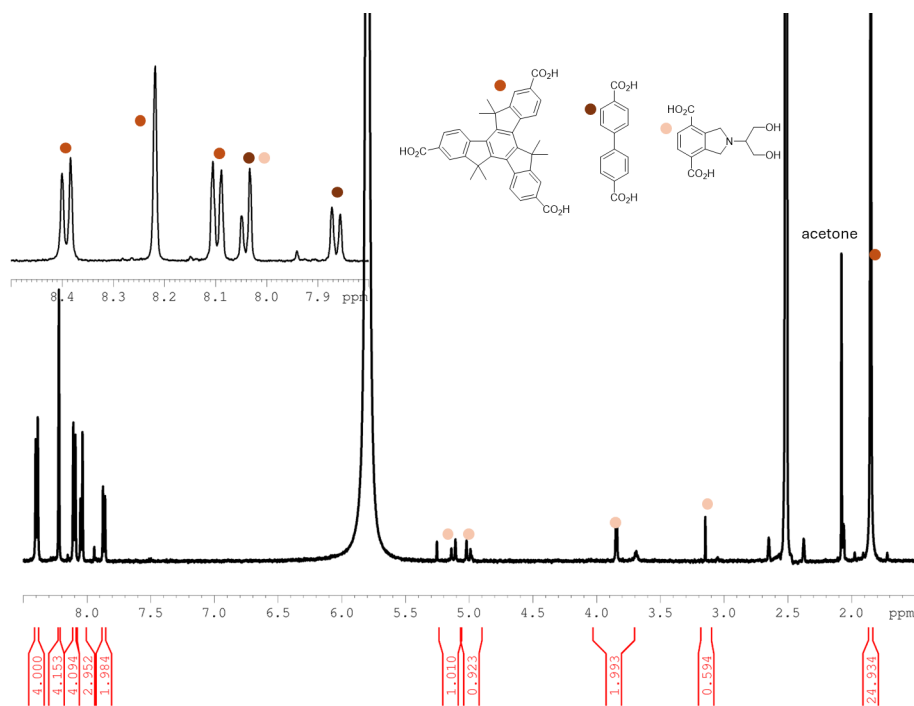 CO₂H
CO₂H
HO₂C
CO₂H
HO₂C
OH
N
OH
CO₂H
CO₂H
CO₂H
acetone
8.4 8.3 8.2 8.1 8.0 7.9 ppm
8.0 7.5 7.0 6.5 6.0 5.5 5.0 4.5 4.0 3.5 3.0 2.5 2.0 ppm
4.000
4.153
4.094
2.952
1.984
1.010
0.923
1.993
0.594
24.934